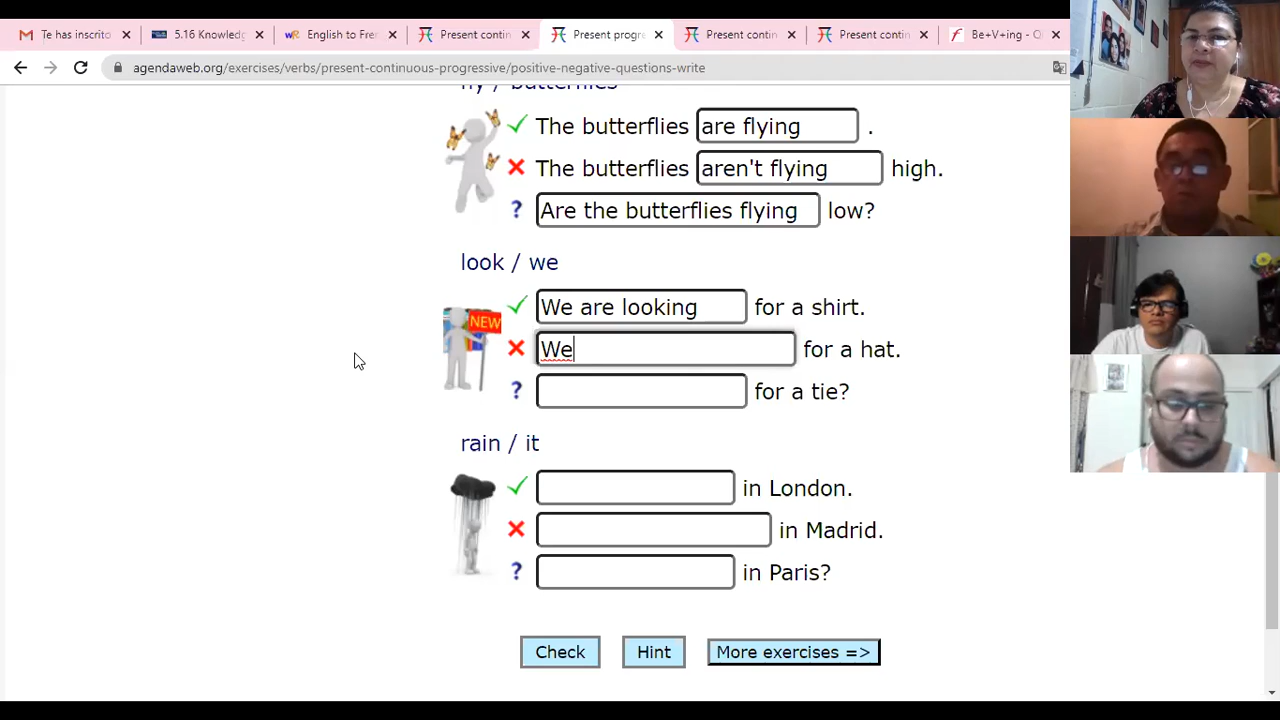 Te has inscrito
5.16 Knowledg
English to Fren
Present contin
Present progre
Present contin
Present contin
Be+V+ing - O
agendaweb.org/exercises/verbs/present-continuous-progressive/positive-negative-questions-write
fly / butterflies
The butterflies are flying .
The butterflies aren't flying high.
Are the butterflies flying low?
look / we
NEW
We are looking for a shirt.
We for a hat.
for a tie?
rain / it
in London.
in Madrid.
in Paris?
Check Hint More exercises =>